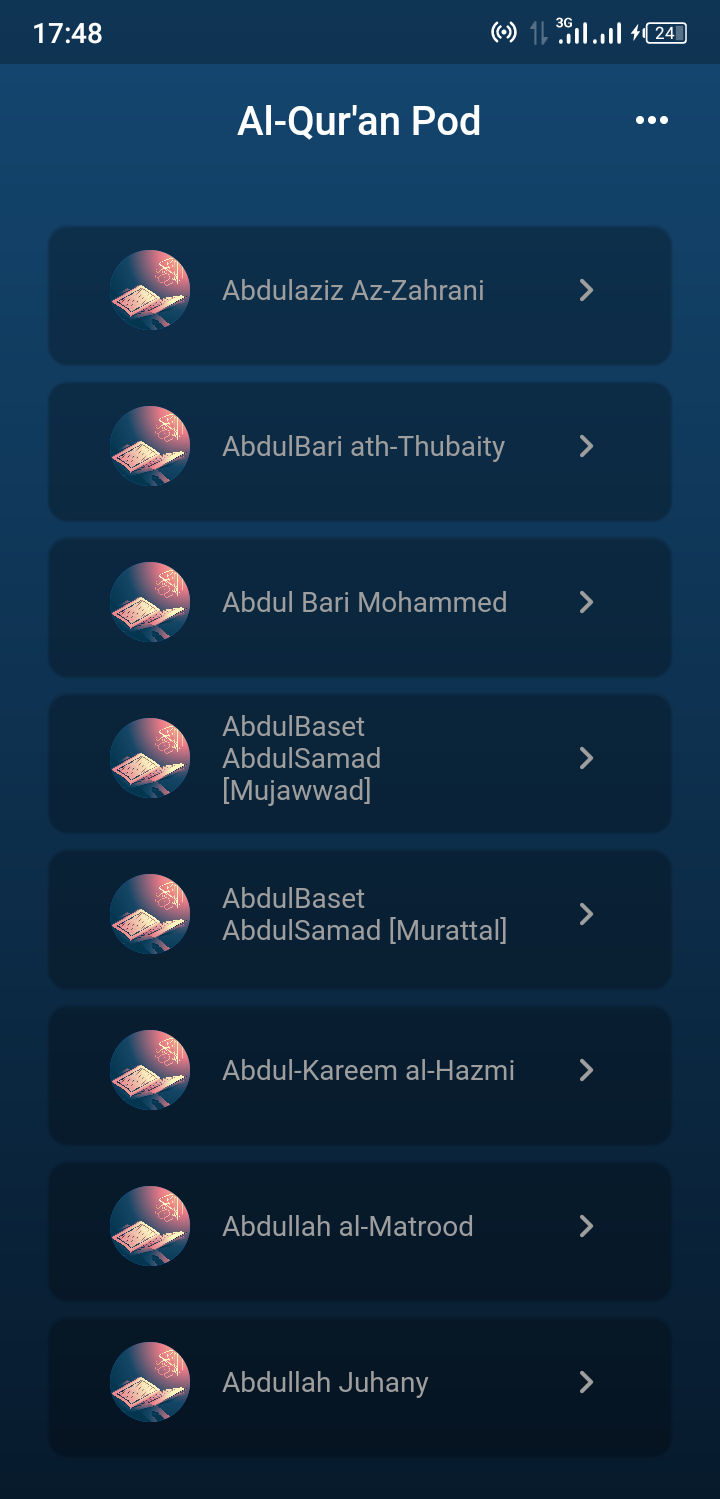 17:48
3G
24
Al-Qur'an Pod
Abdulaziz Az-Zahrani
AbdulBari ath-Thubaity
Abdul Bari Mohammed
AbdulBaset
AbdulSamad
[Mujawwad]
AbdulBaset
AbdulSamad [Murattal]
Abdul-Kareem al-Hazmi
Abdullah al-Matrood
Abdullah Juhany